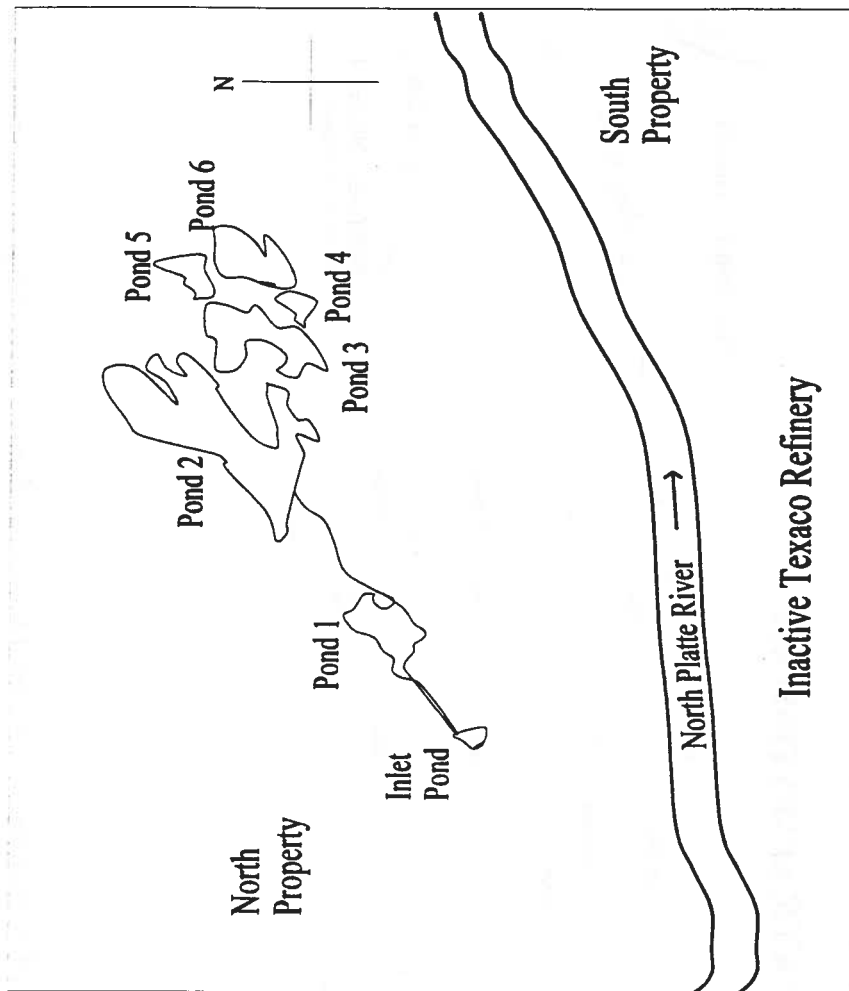 N
Pond 5
Pond 6
Pond 2
Pond 4
Pond 3
Pond 1
Inlet
Pond
North
Property
South
Property
North Platte River
Inactive Texaco Refinery